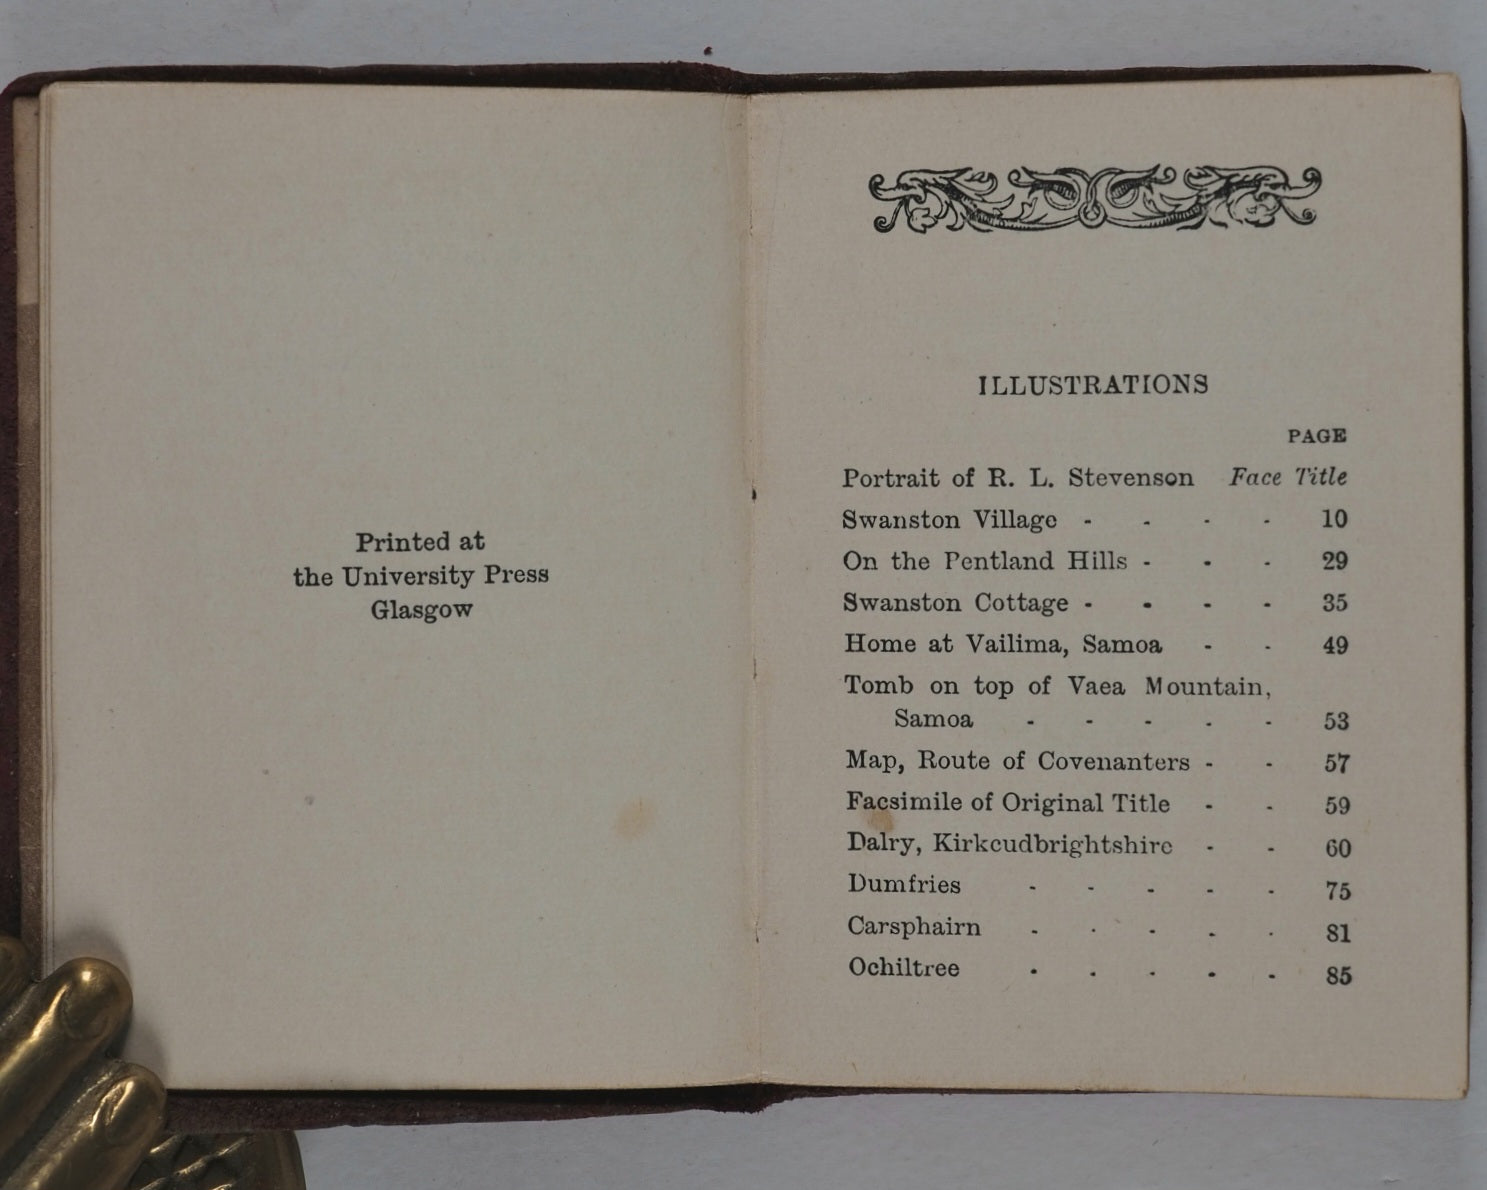 Printed at
the University Press
Glasgow
ILLUSTRATIONS
PAGE
Portrait of R. L. Stevenson Face Title
Swanston Village - - - - 10
On the Pentland Hills - - - 29
Swanston Cottage - - - - 35
Home at Vailima, Samoa - - 49
Tomb on top of Vaea Mountain,
Samoa - - - - - 53
Map, Route of Covenanters - - 57
Facsimile of Original Title - - 59
Dalry, Kirkcudbrightshire - - 60
Dumfries - - - - - 75
Carsphairn - - - - - 81
Ochiltree - - - - - 85